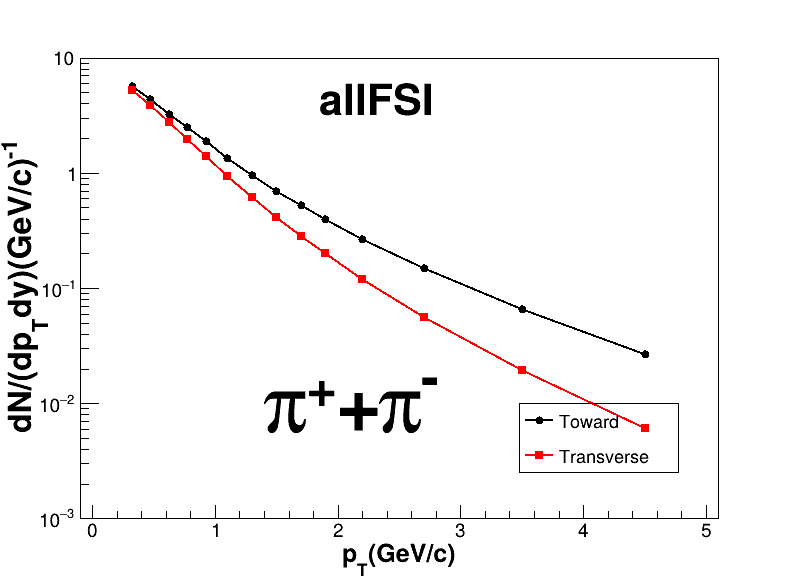 allFSI
dN/(dp_T dy)(GeV/c)^-1
10
1
10^−1
10^−2
10^−3
π^+ + π^-
Toward
Transverse
0 1 2 3 4 5
p_T(GeV/c)